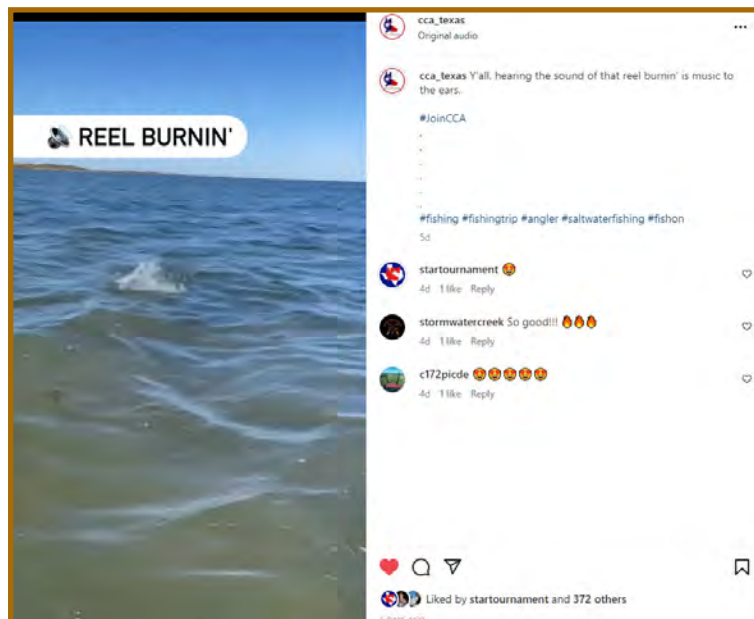 REEL BURNIN'
cca_texas
Original audio
cca_texas Y'all, hearing the sound of that reel burnin' is music to
the ears.
#JoinCCA
.
.
.
.
.
#fishing #fishingtrip #angler #saltwaterfishing #fishon
5d
startournament 😍
4d 1 like Reply
stormwatercreek So good!!! 🔥🔥🔥
4d 1 like Reply
c172picde 😍😍😍😍😍
4d 1 like Reply
Liked by startournament and 372 others